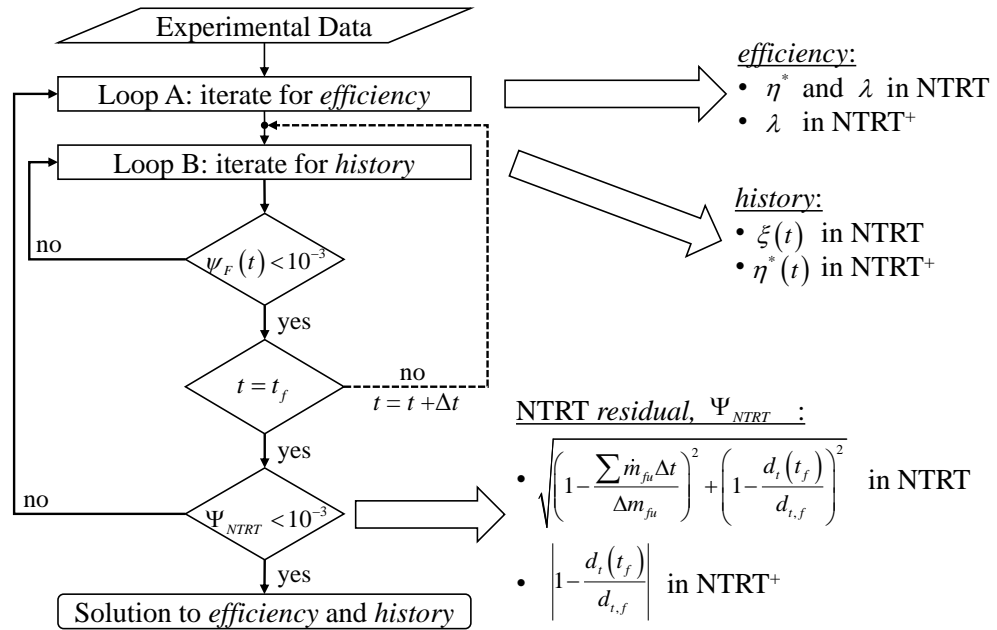 Experimental Data
Loop A: iterate for efficiency
Loop B: iterate for history
no
ψ_F(t) < 10⁻³
yes
t = t_f
no
t = t + Δt
yes
no
Ψ_NTRT < 10⁻³
yes
Solution to efficiency and history
efficiency:
• η* and λ in NTRT
• λ in NTRT⁺
history:
• ξ(t) in NTRT
• η*(t) in NTRT⁺
NTRT residual, Ψ_NTRT :
• √((1 − ∑ṁ_fuΔt / Δm_fu)² + (1 − d_t(t_f) / d_t,f)²) in NTRT
• |1 − d_t(t_f) / d_t,f| in NTRT⁺